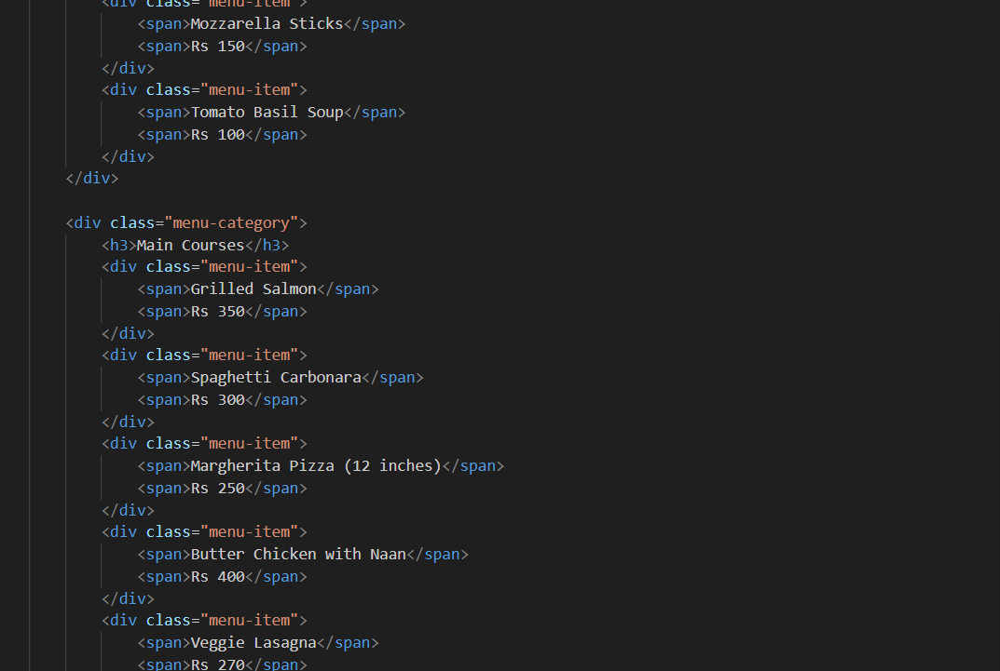 <div class="menu-item">
<span>Mozzarella Sticks</span>
<span>Rs 150</span>
</div>
<div class="menu-item">
<span>Tomato Basil Soup</span>
<span>Rs 100</span>
</div>
</div>
<div class="menu-category">
<h3>Main Courses</h3>
<div class="menu-item">
<span>Grilled Salmon</span>
<span>Rs 350</span>
</div>
<div class="menu-item">
<span>Spaghetti Carbonara</span>
<span>Rs 300</span>
</div>
<div class="menu-item">
<span>Margherita Pizza (12 inches)</span>
<span>Rs 250</span>
</div>
<div class="menu-item">
<span>Butter Chicken with Naan</span>
<span>Rs 400</span>
</div>
<div class="menu-item">
<span>Veggie Lasagna</span>
<span>Rs 270</span>